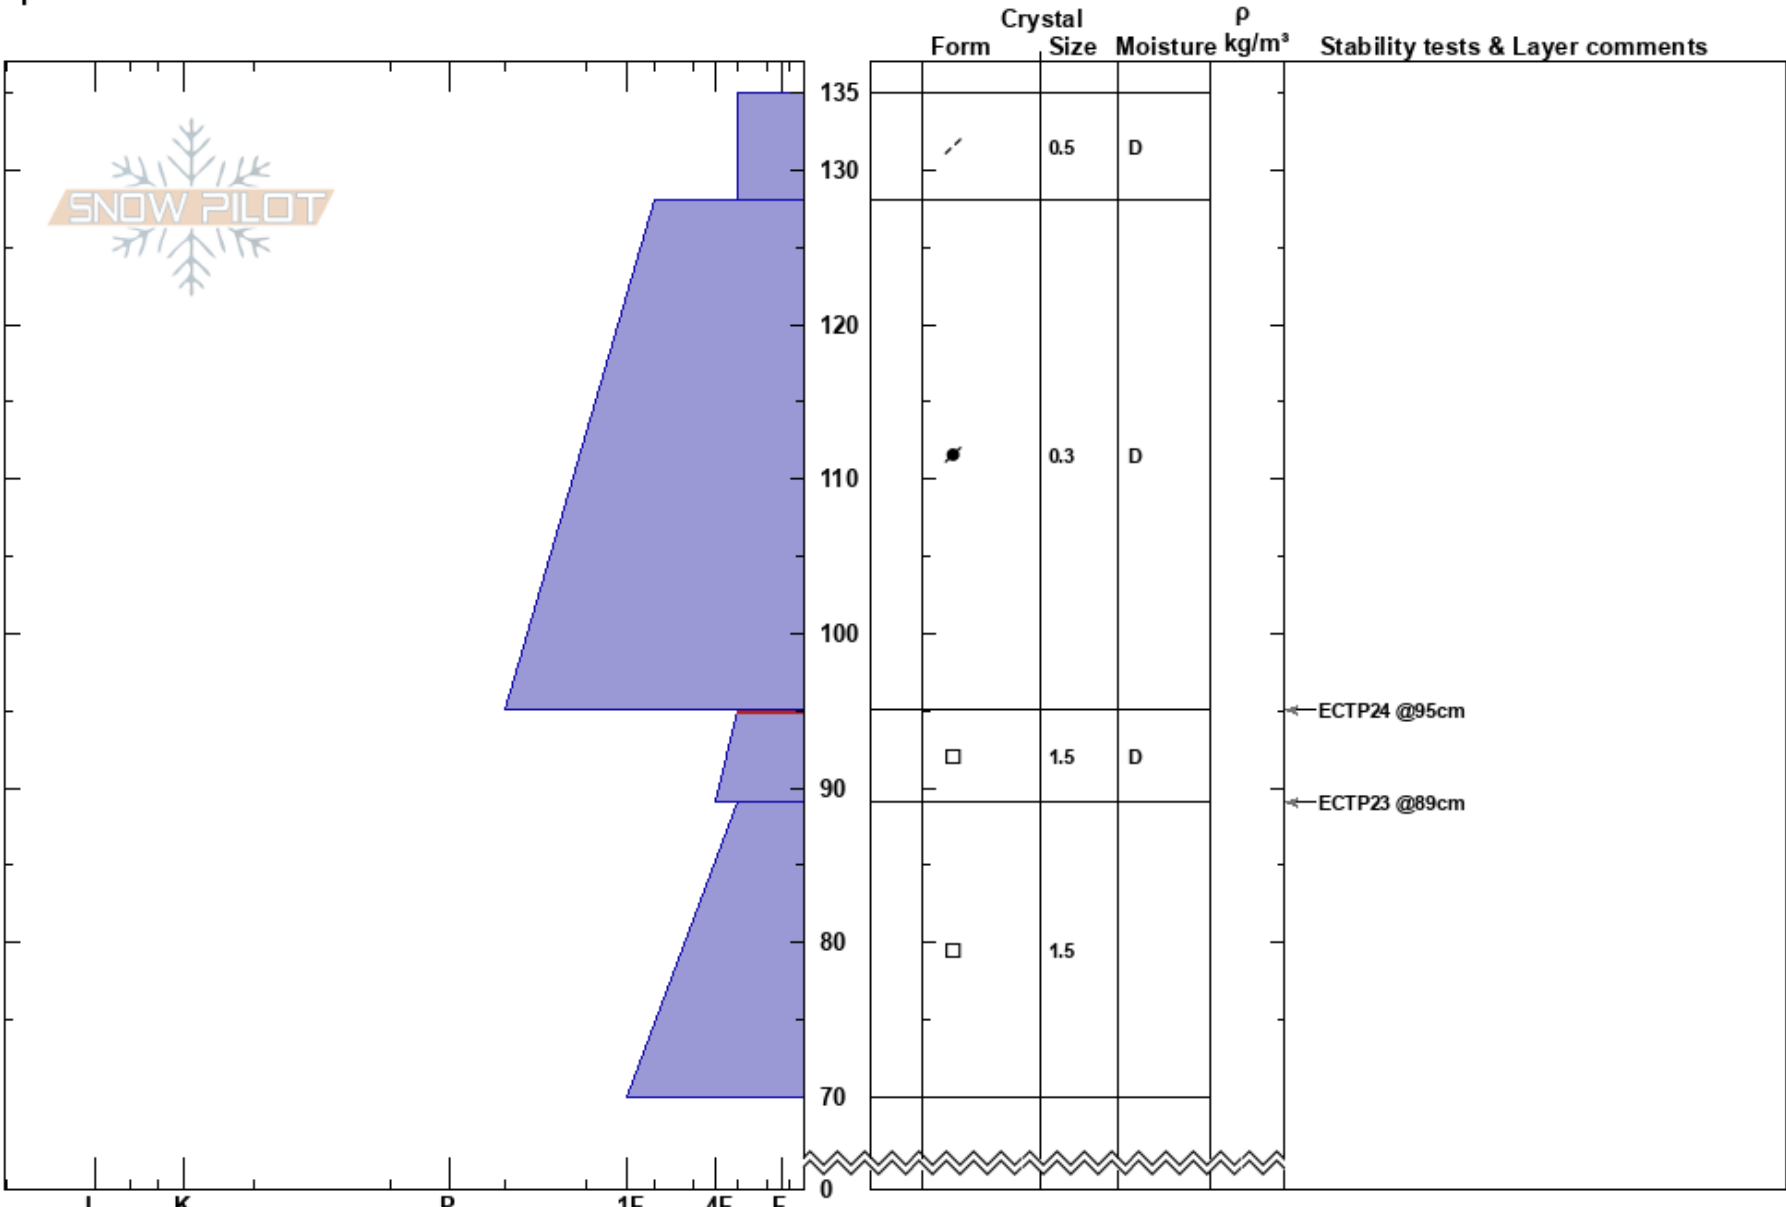 Crystal ρ
Form Size Moisture kg/m³ Stability tests & Layer comments
135
0.5 D
130
SNOW PILOT
120
0.3 D
110
100
ECTP24 @95cm
1.5 D
90
ECTP23 @89cm
80
1.5
70
0
I K P 1F 4F F